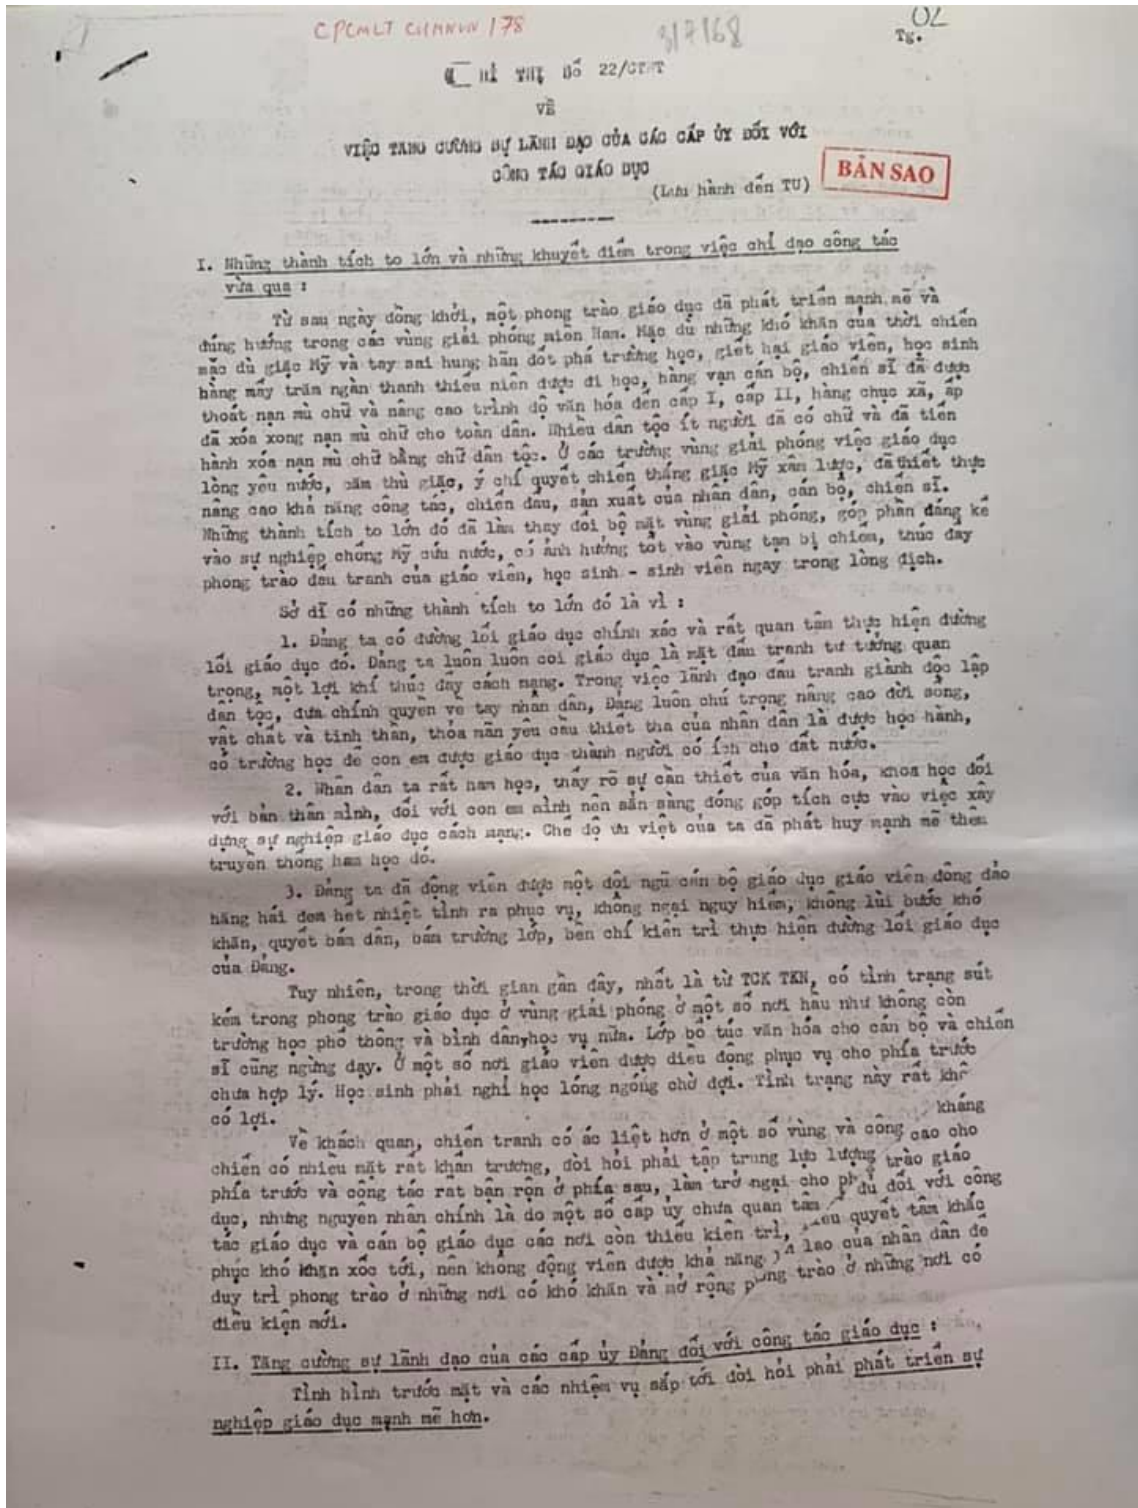 CPCMLT CHMNVN/78
3/7/68
02
Tg.
CHỈ THỊ SỐ 22/CT
VỀ
VIỆC TANG CƯỜNG SỰ LÃNH ĐẠO CỦA CÁC CẤP ỦY ĐỐI VỚI
CÔNG TÁC GIÁO DỤC
(Lưu hành đến TU)
BẢN SAO
I. Những thành tích to lớn và những khuyết điểm trong việc chỉ đạo công tác
vừa qua :
Từ sau ngày đồng khởi, một phong trào giáo dục đã phát triển mạnh mẽ và
đúng hướng trong các vùng giải phóng miền Nam. Mặc dù những khó khăn của thời chiến
mặc dù giặc Mỹ và tay sai hung hãn đốt phá trường học, giết hại giáo viên, học sinh
hàng mấy trăm ngàn thanh thiếu niên được đi học, hàng vạn cán bộ, chiến sĩ đã được
thoát nạn mù chữ và nâng cao trình độ văn hóa đến cấp I, cấp II, hàng chục xã, ấp
đã xóa xong nạn mù chữ cho toàn dân. Nhiều dân tộc ít người đã có chữ và đã tiến
hành xóa nạn mù chữ bằng chữ dân tộc. Ở các trường vùng giải phóng việc giáo dục
lòng yêu nước, căm thù giặc, ý chí quyết chiến thắng giặc Mỹ xâm lược, đã thiết thực
nâng cao khả năng công tác, chiến đấu, sản xuất của nhân dân, cán bộ, chiến sĩ.
Những thành tích to lớn đó đã làm thay đổi bộ mặt vùng giải phóng, góp phần đáng kể
vào sự nghiệp chống Mỹ cứu nước, có ảnh hưởng tốt vào vùng tạm bị chiếm, thúc đẩy
phong trào đấu tranh của giáo viên, học sinh - sinh viên ngay trong lòng địch.
Sở dĩ có những thành tích to lớn đó là vì :
1. Đảng ta có đường lối giáo dục chính xác và rất quan tâm thực hiện đường
lối giáo dục đó. Đảng ta luôn luôn coi giáo dục là mặt đấu tranh tư tưởng quan
trọng, một lợi khí thúc đẩy cách mạng. Trong việc lãnh đạo đấu tranh giành độc lập
dân tộc, đưa chính quyền về tay nhân dân, Đảng luôn chú trọng nâng cao đời sống,
vật chất và tinh thần, thỏa mãn yêu cầu thiết tha của nhân dân là được học hành,
có trường học để con em được giáo dục thành người có ích cho đất nước.
2. Nhân dân ta rất ham học, thấy rõ sự cần thiết của văn hóa, khoa học đối
với bản thân mình, đối với con em mình nên sẵn sàng đóng góp tích cực vào việc xây
dựng sự nghiệp giáo dục cách mạng. Chế độ ưu việt của ta đã phát huy mạnh mẽ thêm
truyền thống ham học đó.
3. Đảng ta đã động viên được một đội ngũ cán bộ giáo dục giáo viên đông đảo
hăng hái đem hết nhiệt tình ra phục vụ, không ngại nguy hiểm, không lùi bước khó
khăn, quyết bám dân, bám trường lớp, bền chí kiên trì thực hiện đường lối giáo dục
của Đảng.
Tuy nhiên, trong thời gian gần đây, nhất là từ TCK TKN, có tình trạng sút
kém trong phong trào giáo dục ở vùng giải phóng ở một số nơi hầu như không còn
trường học phổ thông và bình dân học vụ nữa. Lớp bổ túc văn hóa cho cán bộ và chiến
sĩ cũng ngừng dạy. Ở một số nơi giáo viên được điều động phục vụ cho phía trước
chưa hợp lý. Học sinh phải nghỉ học lóng ngóng chờ đợi. Tình trạng này rất
có lợi.
Về khách quan, chiến tranh có ác liệt hơn ở một số vùng và công kháng
chiến có nhiều mặt rất khẩn trương, đòi hỏi phải tập trung lực lượng cao cho
phía trước và công tác rất bận rộn ở phía sau, làm trở ngại cho trào giáo
dục, nhưng nguyên nhân chính là do một số cấp ủy chưa quan tâm đủ đối với công
tác giáo dục và cán bộ giáo dục các nơi còn thiếu kiên trì, quyết tâm khắc
phục khó khăn xốc tới, nên không động viên được khả năng lao của nhân dân để
duy trì phong trào ở những nơi có khó khăn và mở rộng phong trào ở những nơi có
điều kiện mới.
II. Tăng cường sự lãnh đạo của các cấp ủy Đảng đối với công tác giáo dục :
Tình hình trước mặt và các nhiệm vụ sắp tới đòi hỏi phải phát triển sự
nghiệp giáo dục mạnh mẽ hơn.